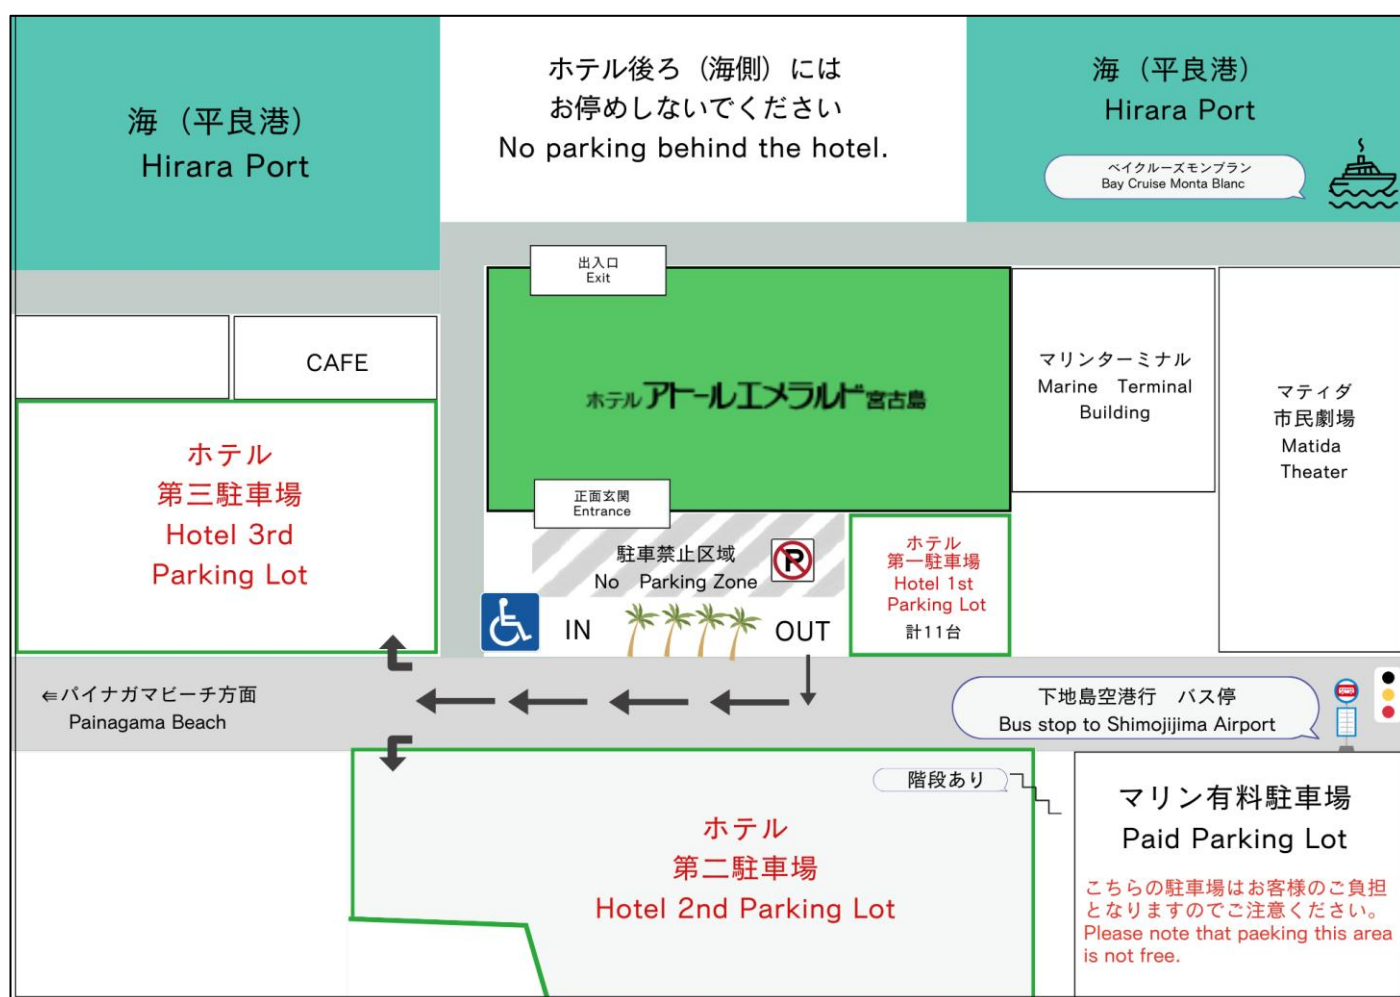 海（平良港）
Hirara Port
ホテル後ろ（海側）には
お停めしないでください
No parking behind the hotel.
海（平良港）
Hirara Port
ベイクルーズモンブラン
Bay Cruise Monta Blanc
出入口
Exit
CAFE
ホテルアトールエメラルド宮古島
マリンターミナル
Marine Terminal
Building
マティダ
市民劇場
Matida
Theater
ホテル
第三駐車場
Hotel 3rd
Parking Lot
正面玄関
Entrance
駐車禁止区域
No Parking Zone
P
ホテル
第一駐車場
Hotel 1st
Parking Lot
計11台
IN
OUT
⇐パイナガマビーチ方面
Painagama Beach
下地島空港行 バス停
Bus stop to Shimojijima Airport
階段あり
ホテル
第二駐車場
Hotel 2nd Parking Lot
マリン有料駐車場
Paid Parking Lot
こちらの駐車場はお客様のご負担
となりますのでご注意ください。
Please note that paeking this area
is not free.